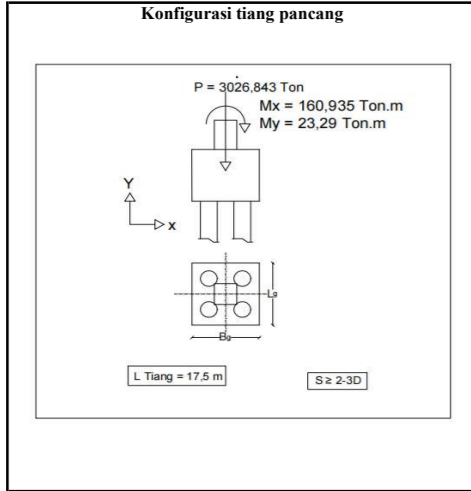 Konfigurasi tiang pancang
P = 3026,843 Ton
Mx = 160,935 Ton.m
My = 23,29 Ton.m
Y
x
Lg
Bg
L Tiang = 17,5 m
S ≥ 2-3D